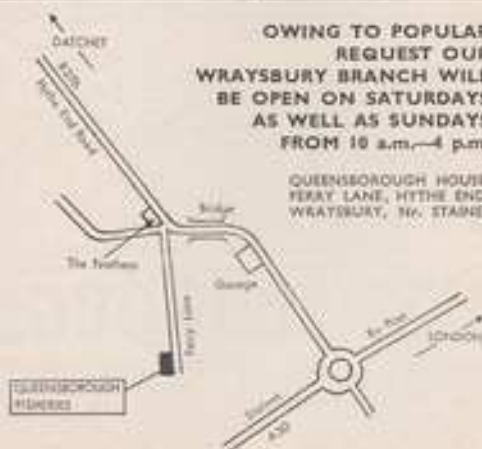 DATCHET
OWING TO POPULAR
REQUEST OUR
WRAYSBURY BRANCH WILL
BE OPEN ON SATURDAYS
AS WELL AS SUNDAYS
FROM 10 a.m.—4 p.m
QUEENSBOROUGH HOUSE
FERRY LANE, HYTHE END
WRAYSBURY, Nr. STAINES
Hythe End Road
Bridge
The Feathers
Garage
Ferry Lane
LONDON
QUEENSBOROUGH
FISHERIES
Staines
A30